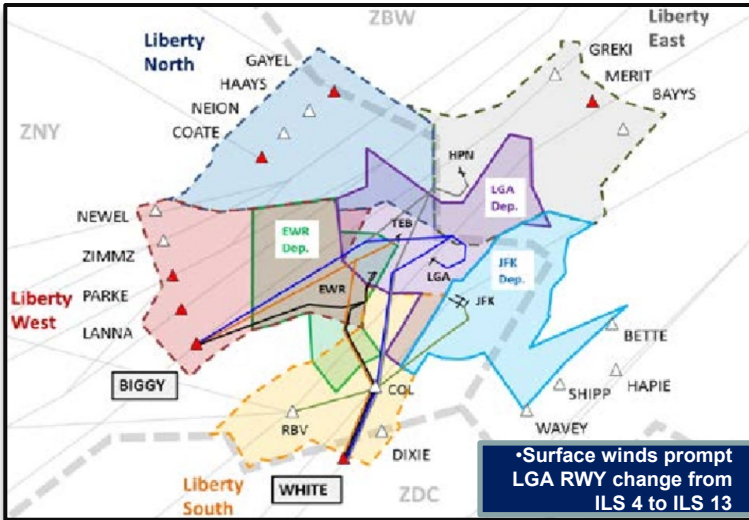 ZBW
Liberty
East
Liberty
North
GAYEL
HAAYS
NEION
COATE
GREKI
MERIT
BAYYS
ZNY
HPN
LGA
Dep.
NEWEL
ZIMMZ
PARKE
LANNA
EWR
Dep.
TEB
EWR
LGA
JFK
Dep.
JFK
Liberty
West
BIGGY
BETTE
HAPIE
SHIPP
WAVEY
COL
RBV
DIXIE
Liberty
South
WHITE
ZDC
•Surface winds prompt
LGA RWY change from
ILS 4 to ILS 13